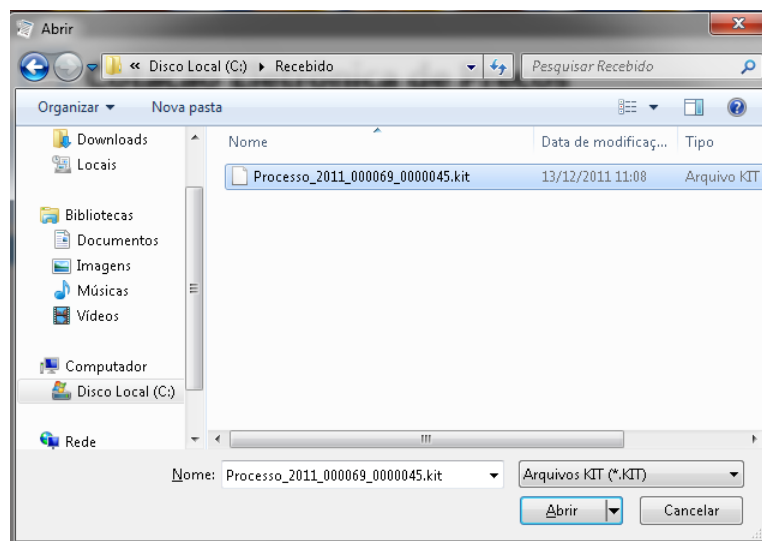 Abrir
« Disco Local (C:) Recebido
Pesquisar Recebido
Organizar
Nova pasta
Downloads
Locais
Bibliotecas
Documentos
Imagens
Músicas
Vídeos
Computador
Disco Local (C:)
Rede
Nome
Data de modificaç...
Tipo
Processo_2011_000069_0000045.kit
13/12/2011 11:08
Arquivo KIT
Nome: Processo_2011_000069_0000045.kit
Arquivos KIT (*.KIT)
Abrir
Cancelar